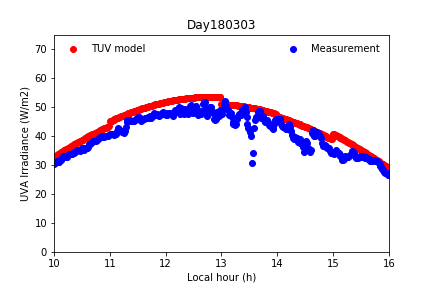 Day180303
TUV model
Measurement
UVA Irradiance (W/m2)
70
60
50
40
30
20
10
0
10 11 12 13 14 15 16
Local hour (h)